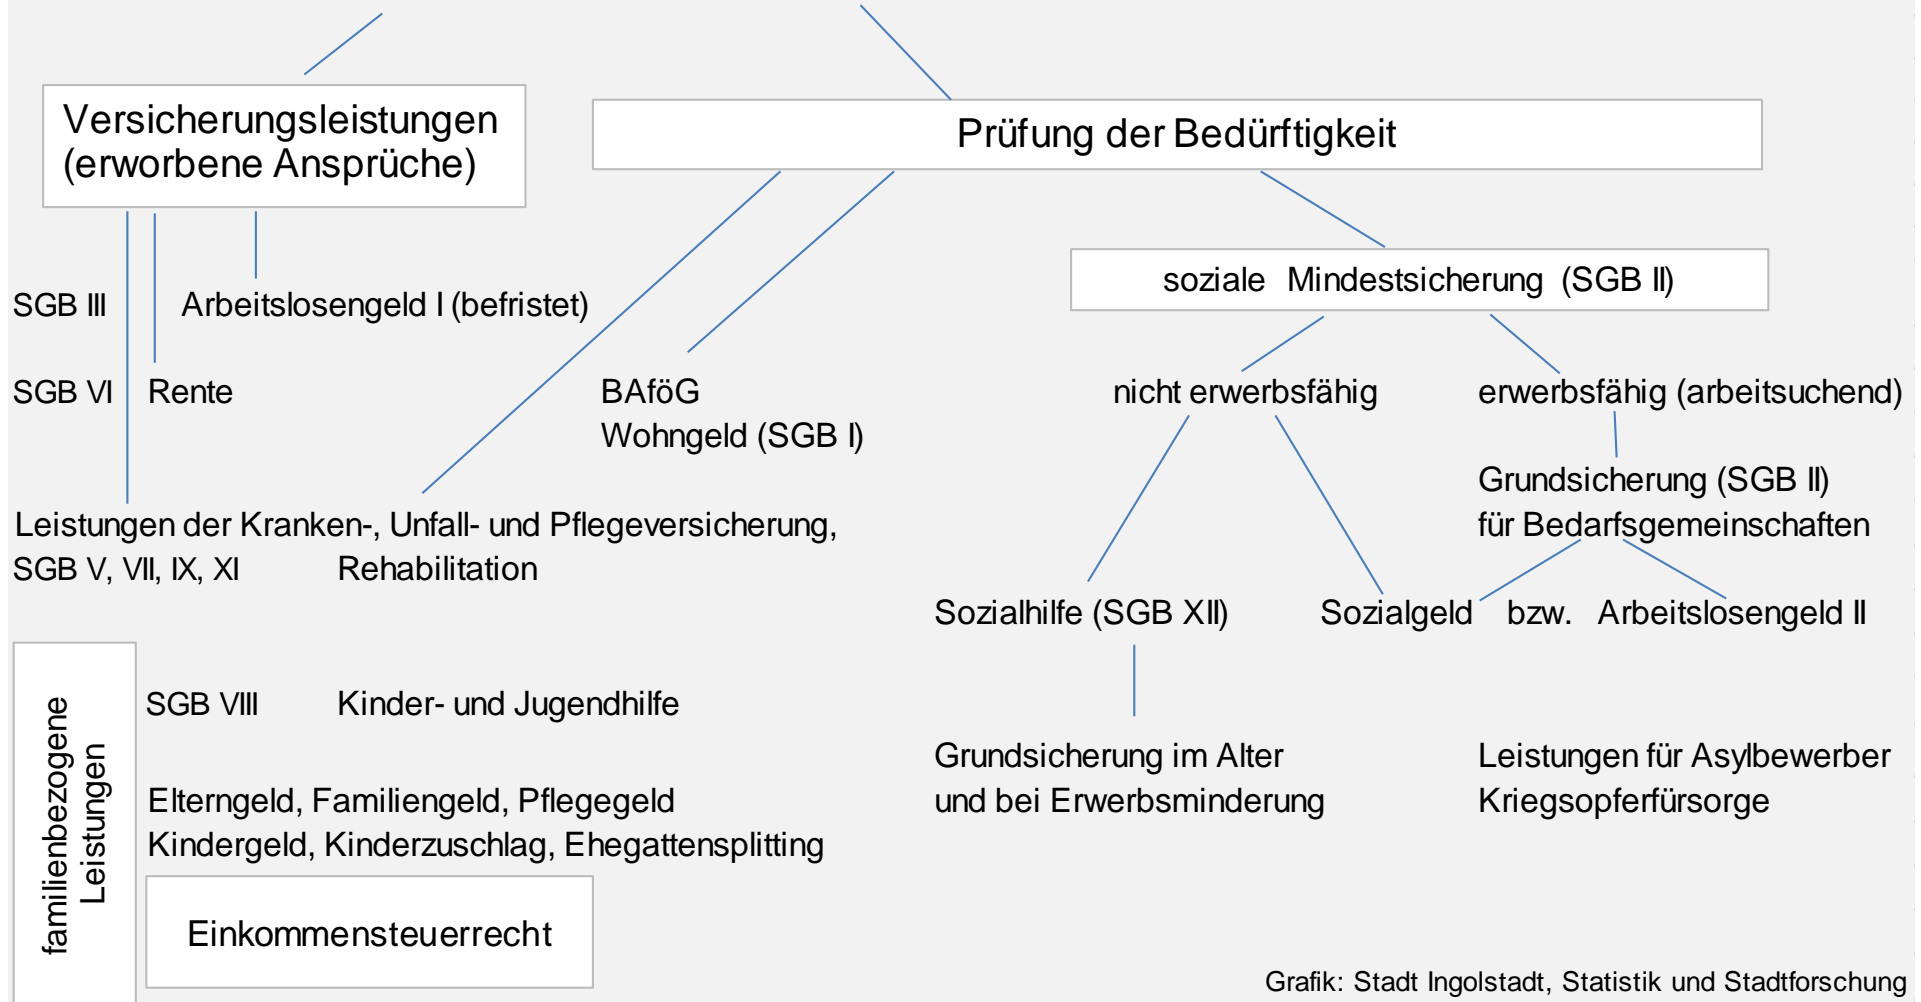 Versicherungsleistungen
(erworbene Ansprüche)
Prüfung der Bedürftigkeit
soziale Mindestsicherung (SGB II)
SGB III Arbeitslosengeld I (befristet)
SGB VI Rente
BAföG
Wohngeld (SGB I)
nicht erwerbsfähig
erwerbsfähig (arbeitsuchend)
Grundsicherung (SGB II)
für Bedarfsgemeinschaften
Leistungen der Kranken-, Unfall- und Pflegeversicherung,
SGB V, VII, IX, XI Rehabilitation
Sozialhilfe (SGB XII)
Sozialgeld bzw. Arbeitslosengeld II
familienbezogene
Leistungen
SGB VIII Kinder- und Jugendhilfe
Elterngeld, Familiengeld, Pflegegeld
Kindergeld, Kinderzuschlag, Ehegattensplitting
Einkommensteuerrecht
Grundsicherung im Alter
und bei Erwerbsminderung
Leistungen für Asylbewerber
Kriegsopferfürsorge
Grafik: Stadt Ingolstadt, Statistik und Stadtforschung